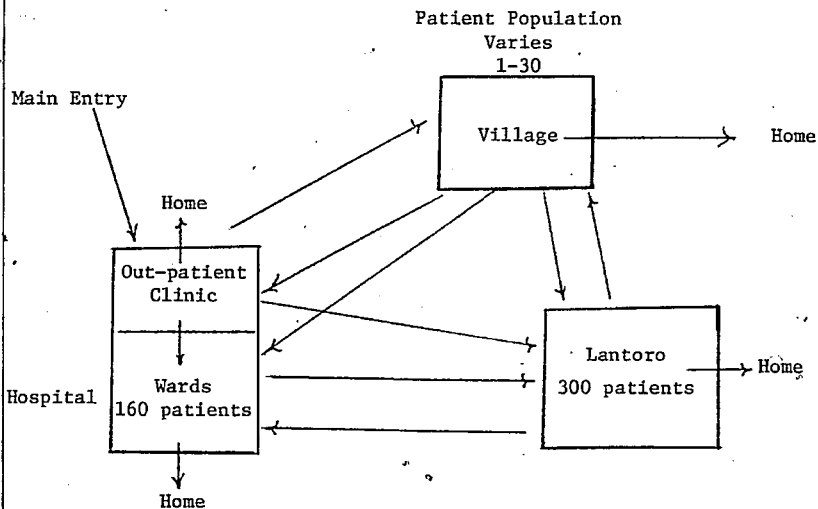 Patient Population
Varies
1-30
Main Entry
Village
Home
Home
Out-patient
Clinic
Lantoro
300 patients
Home
Hospital
Wards
160 patients
Home